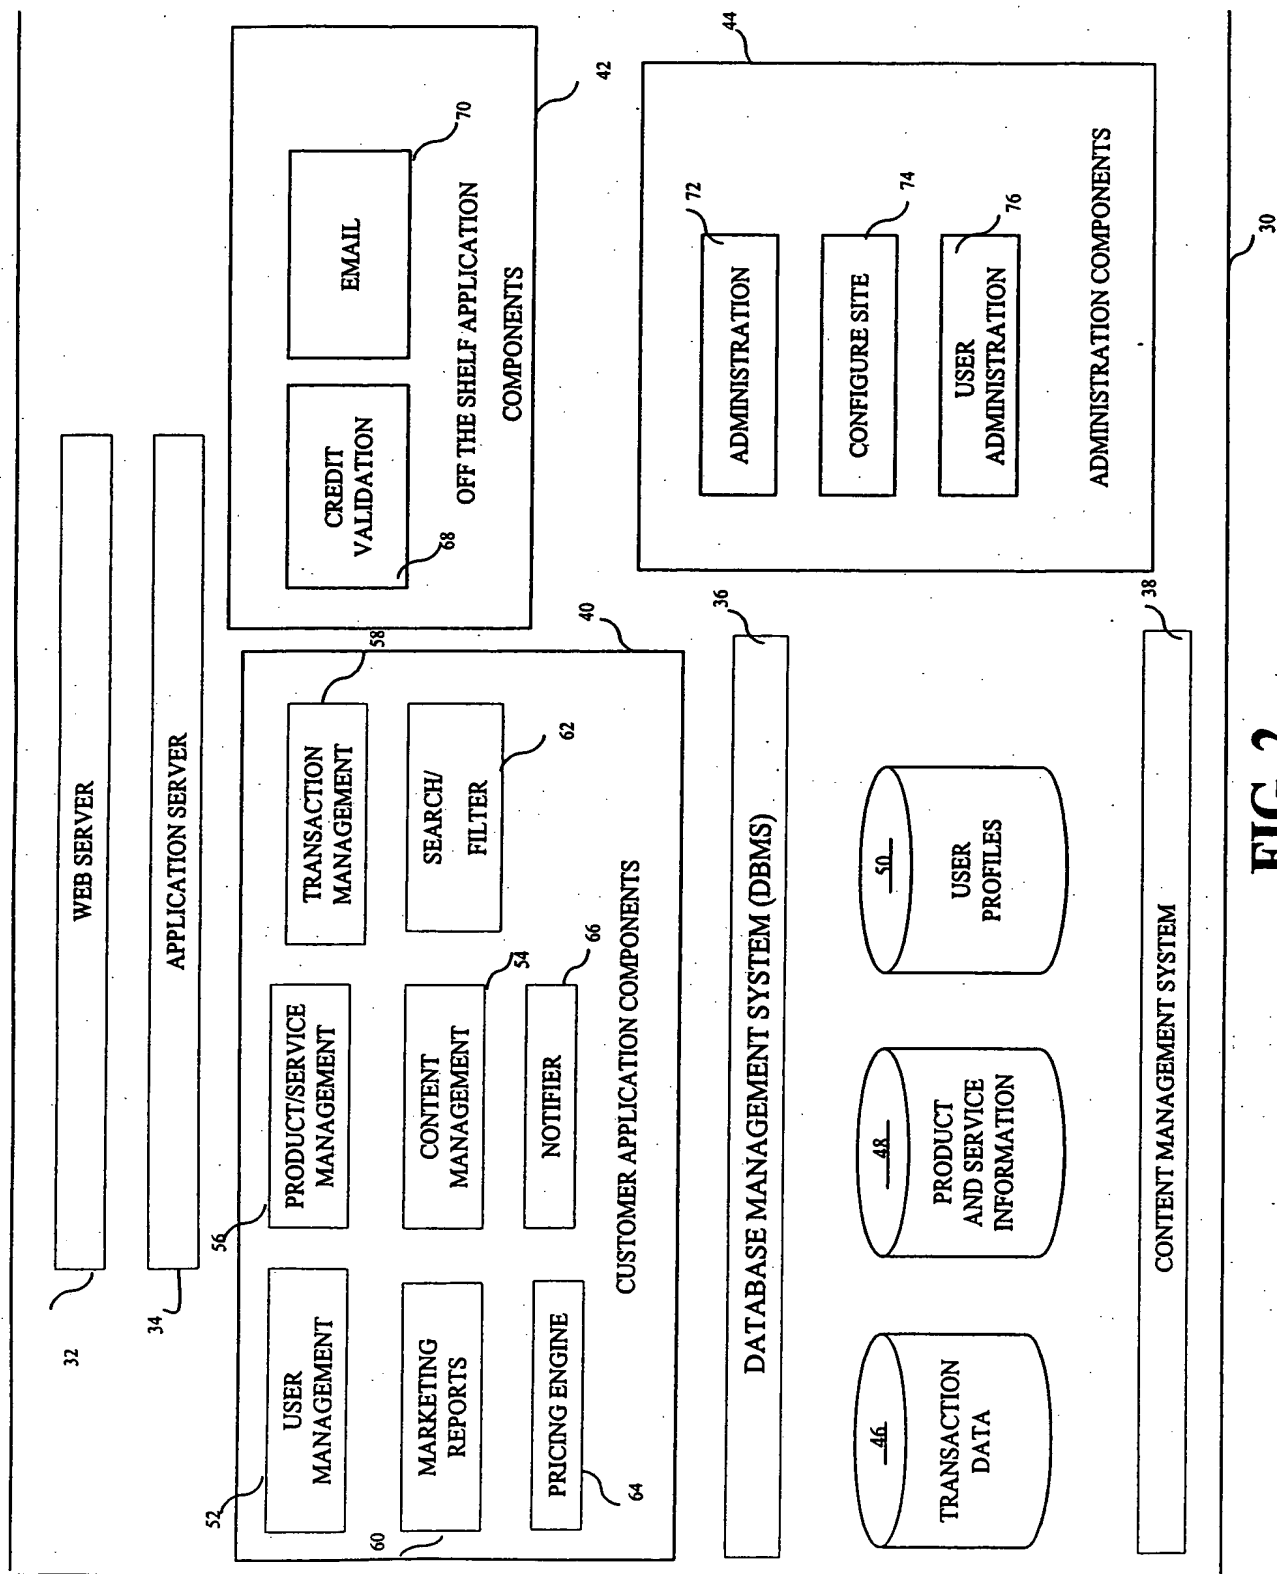 WEB SERVER
32
APPLICATION SERVER
34
USER
MANAGEMENT
52
PRODUCT/SERVICE
MANAGEMENT
56
TRANSACTION
MANAGEMENT
58
MARKETING
REPORTS
60
CONTENT
MANAGEMENT
54
SEARCH/
FILTER
62
PRICING ENGINE
64
NOTIFIER
66
CUSTOMER APPLICATION COMPONENTS
40
CREDIT
VALIDATION
68
EMAIL
70
OFF THE SHELF APPLICATION
COMPONENTS
42
DATABASE MANAGEMENT SYSTEM (DBMS)
36
46
TRANSACTION
DATA
48
PRODUCT
AND SERVICE
INFORMATION
50
USER
PROFILES
CONTENT MANAGEMENT SYSTEM
38
ADMINISTRATION
72
CONFIGURE SITE
74
USER
ADMINISTRATION
76
ADMINISTRATION COMPONENTS
44
30
FIG. 2